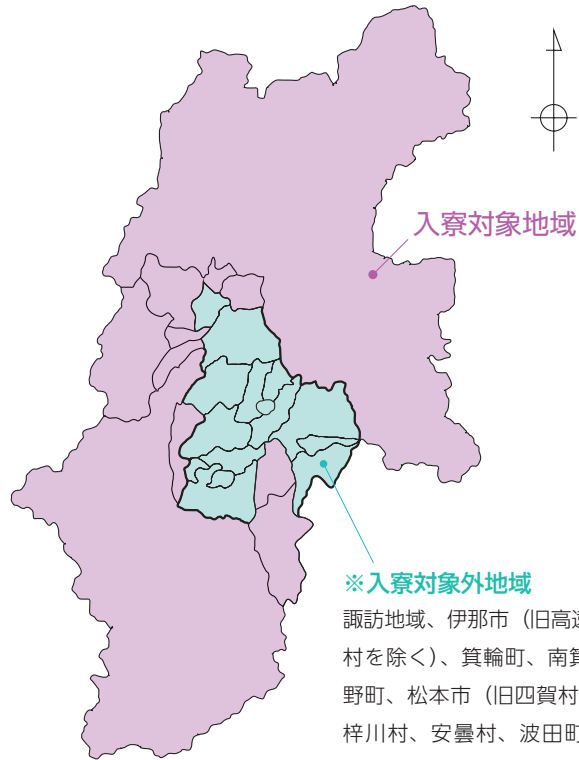 入寮対象地域
※入寮対象外地域
諏訪地域、伊那市（旧高遠
村を除く）、箕輪町、南箕
野町、松本市（旧四賀村
梓川村、安曇村、波田町